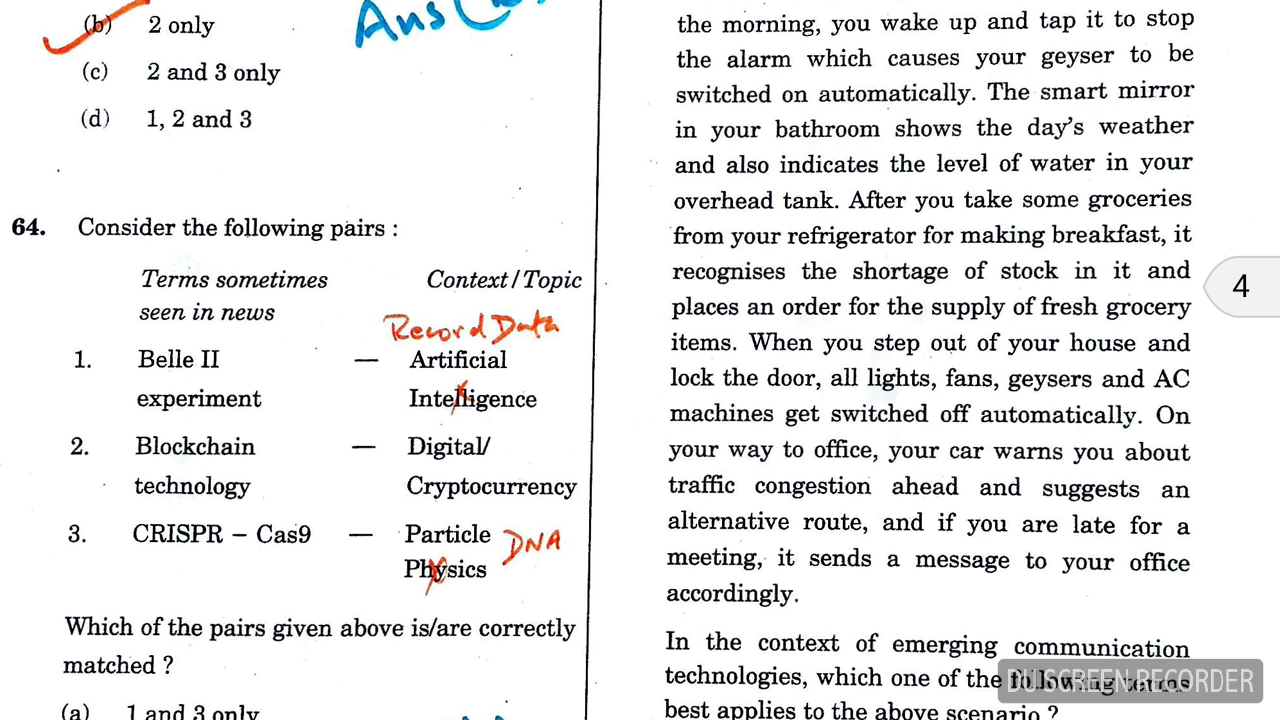 (b) 2 only
Ans (b)
(c) 2 and 3 only
(d) 1, 2 and 3
64. Consider the following pairs :
Terms sometimes Context / Topic
seen in news
Record Data
1. Belle II — Artificial
experiment Intelligence
2. Blockchain — Digital/
technology Cryptocurrency
3. CRISPR – Cas9 — Particle DNA
Physics
Which of the pairs given above is/are correctly
matched ?
(a) 1 and 3 only
the morning, you wake up and tap it to stop
the alarm which causes your geyser to be
switched on automatically. The smart mirror
in your bathroom shows the day's weather
and also indicates the level of water in your
overhead tank. After you take some groceries
from your refrigerator for making breakfast, it
recognises the shortage of stock in it and
places an order for the supply of fresh grocery
items. When you step out of your house and
lock the door, all lights, fans, geysers and AC
machines get switched off automatically. On
your way to office, your car warns you about
traffic congestion ahead and suggests an
alternative route, and if you are late for a
meeting, it sends a message to your office
accordingly.
In the context of emerging communication
technologies, which one of the following terms
best applies to the above scenario ?
4
DU SCREEN RECORDER